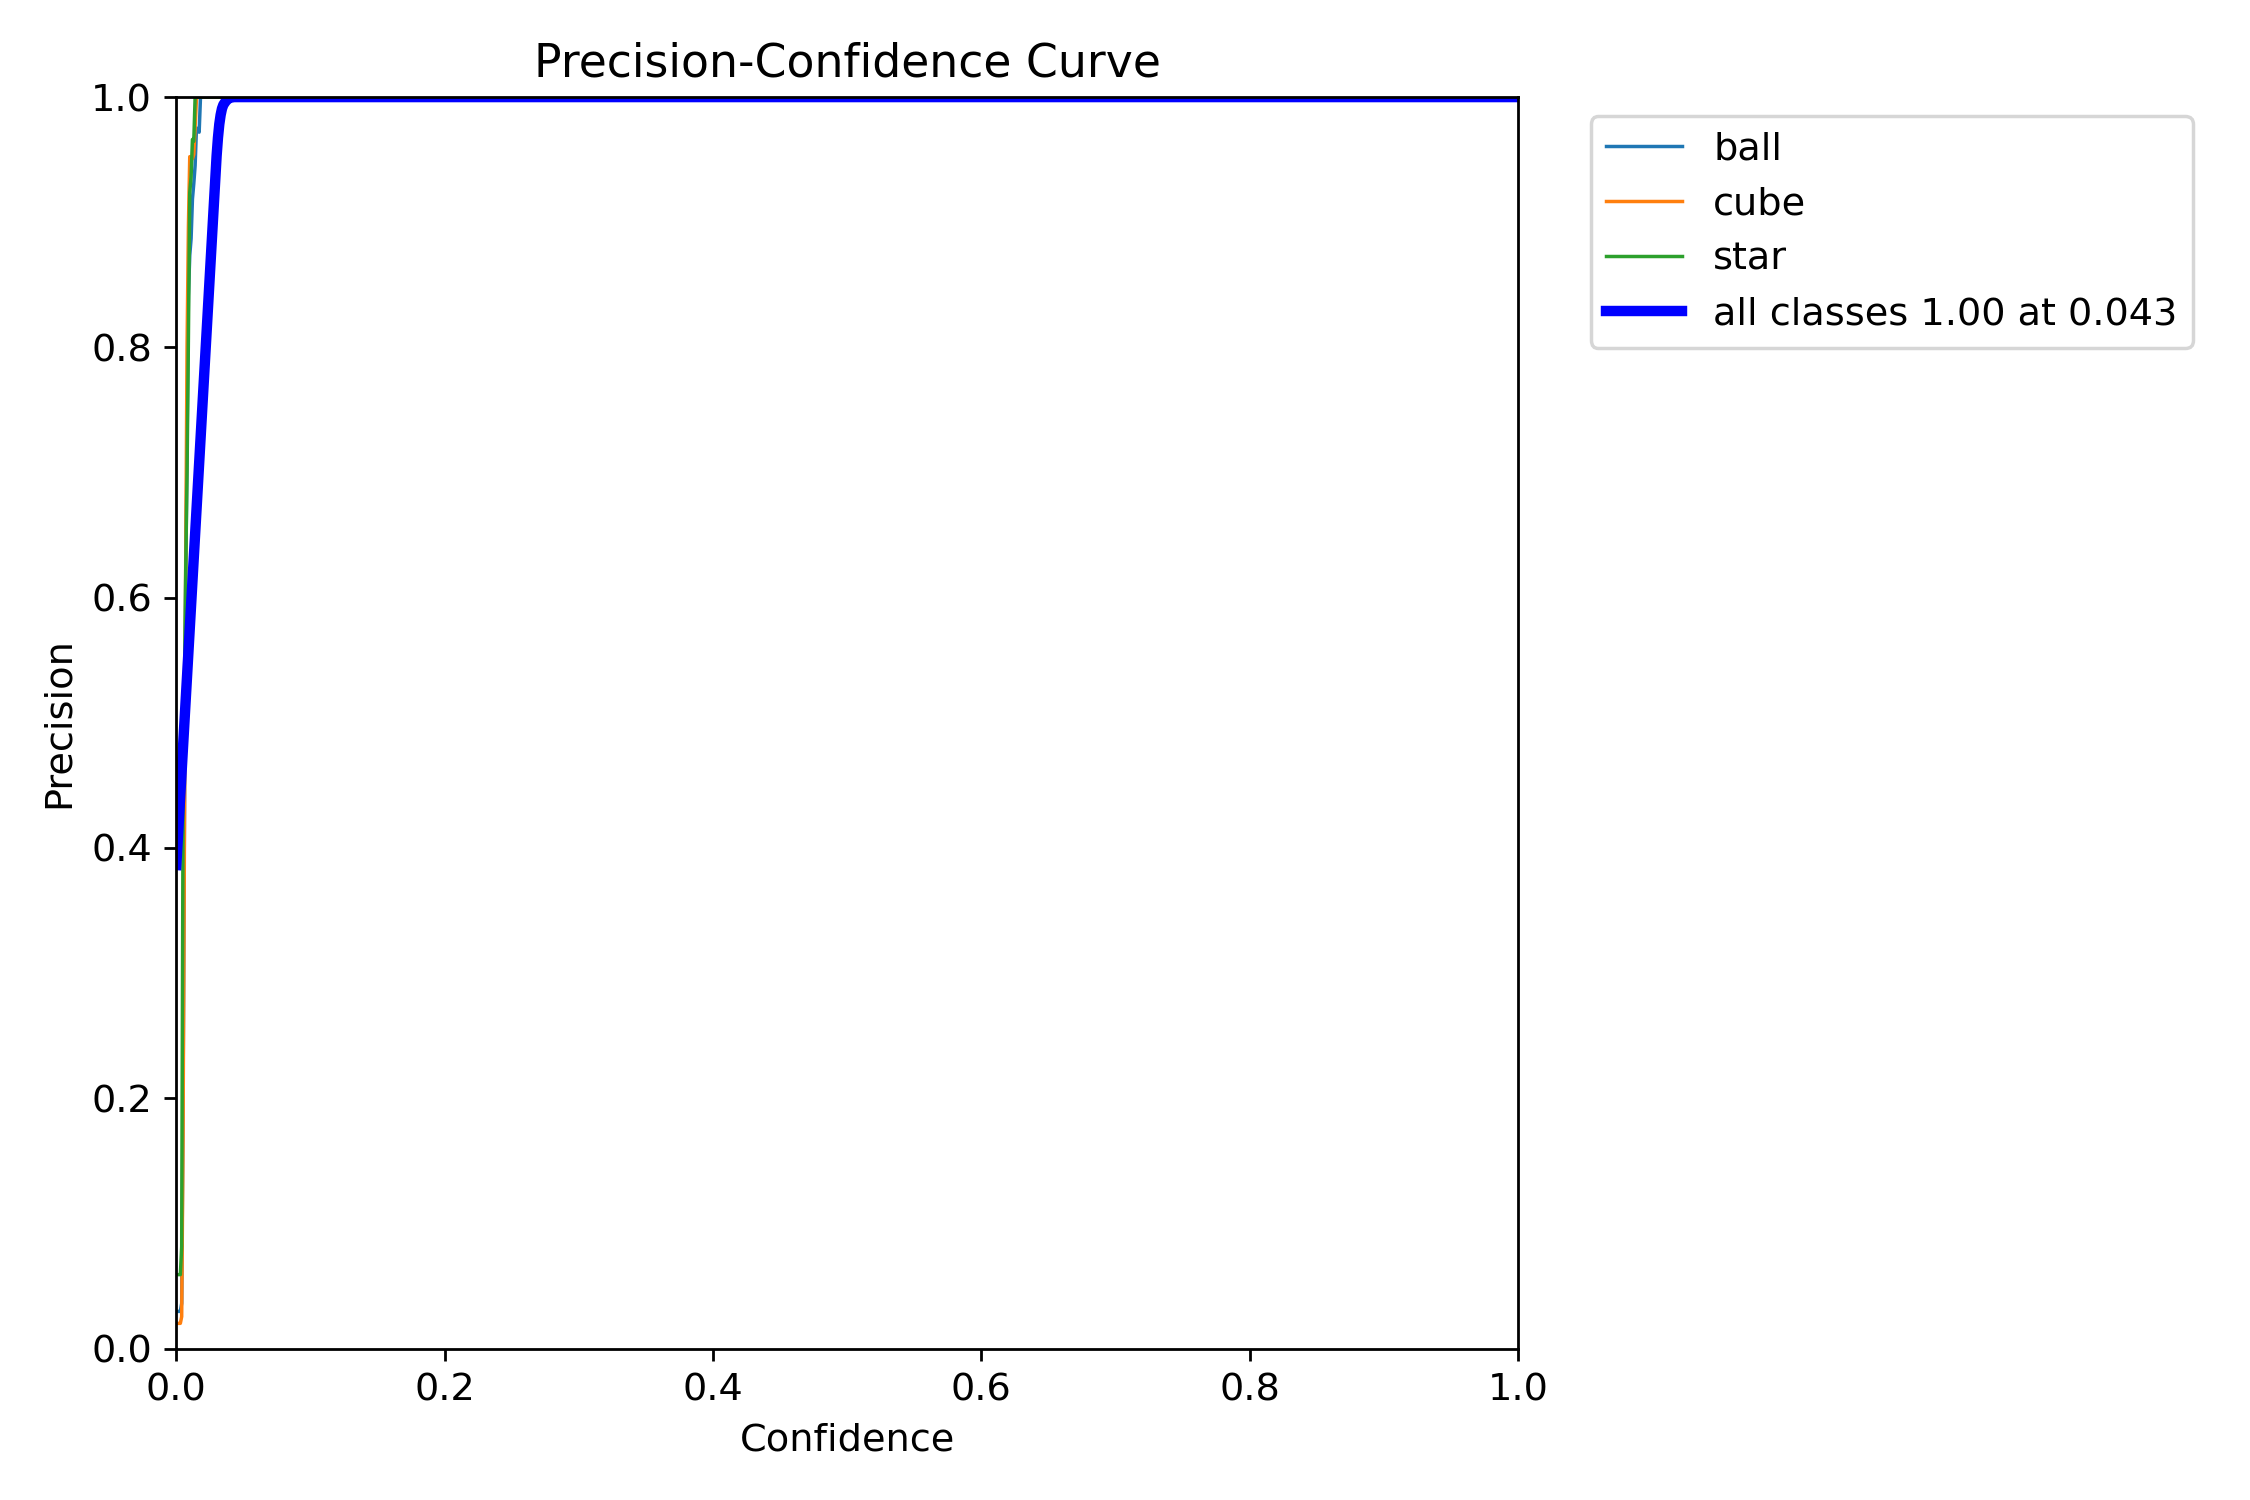 Precision-Confidence Curve
1.0
0.8
0.6
0.4
0.2
0.0
Precision
0.0 0.2 0.4 0.6 0.8 1.0
Confidence
ball
cube
star
all classes 1.00 at 0.043